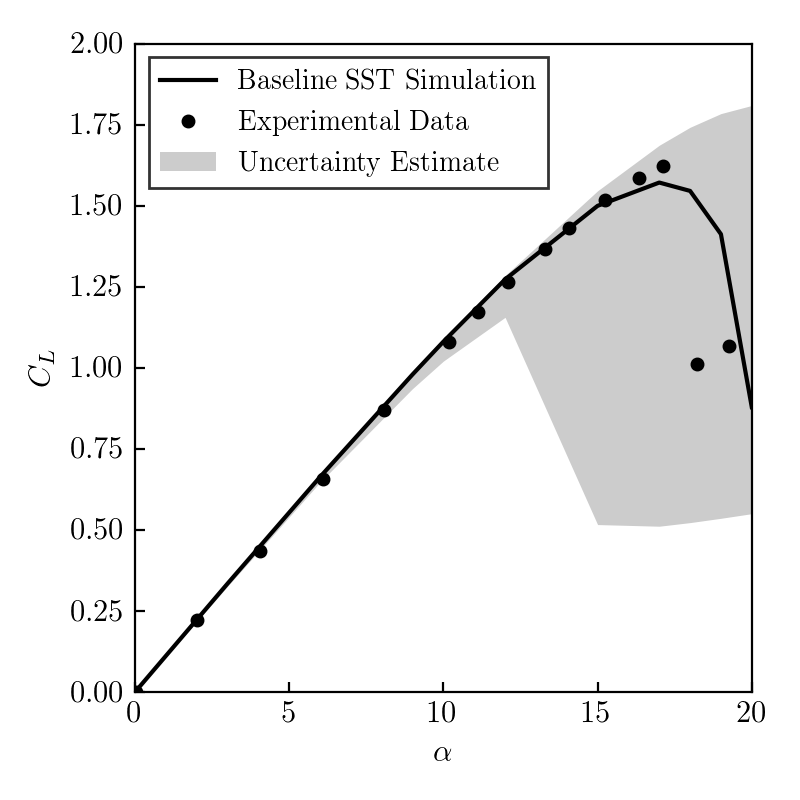 2.00
1.75
1.50
1.25
1.00
0.75
0.50
0.25
0.00
C_L
Baseline SST Simulation
Experimental Data
Uncertainty Estimate
0 5 10 15 20
α